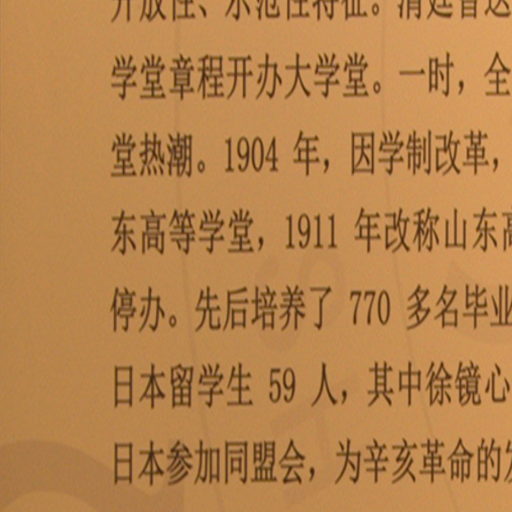 开放性、示范性特征。清廷曾
学堂章程开办大学堂。一时，全
堂热潮。1904 年，因学制改革，
东高等学堂，1911 年改称山东高
停办。先后培养了 770 多名毕业
日本留学生 59 人，其中徐镜心
日本参加同盟会，为辛亥革命的